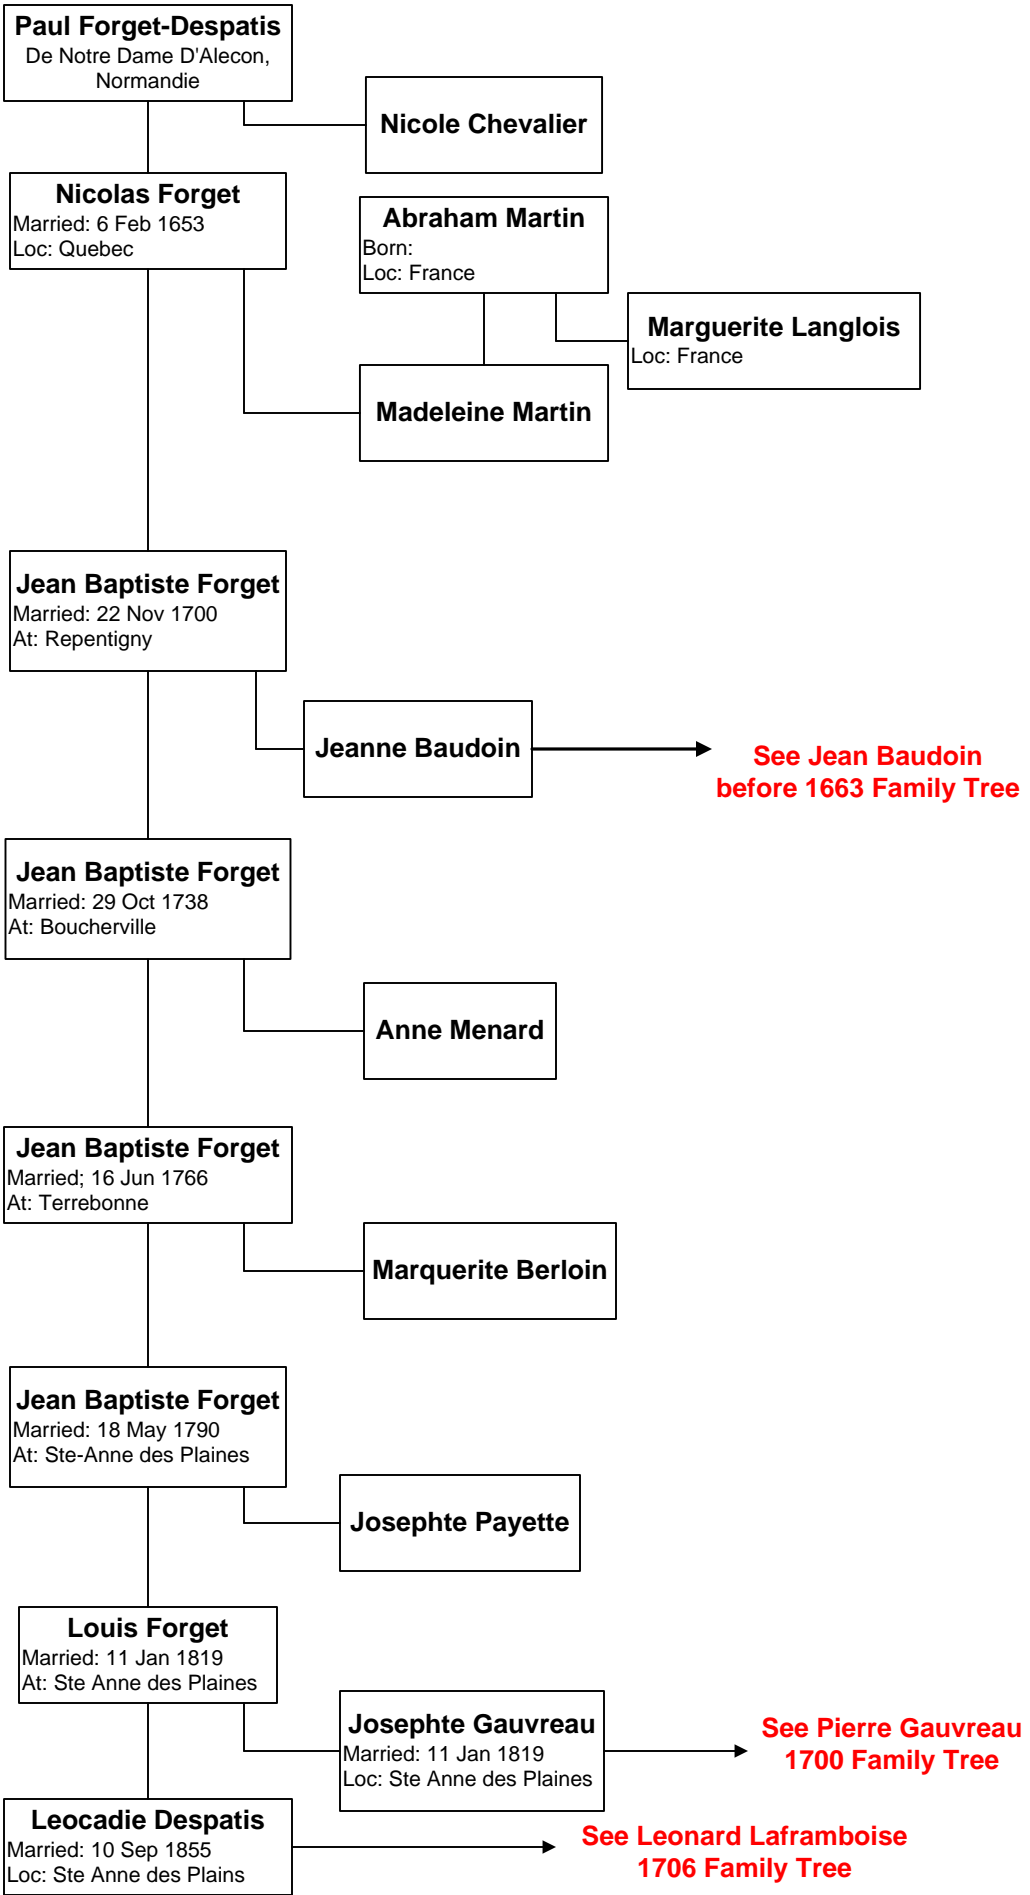 Paul Forget-Despatis
De Notre Dame D'Alecon,
Normandie
Nicole Chevalier
Nicolas Forget
Married: 6 Feb 1653
Loc: Quebec
Abraham Martin
Born:
Loc: France
Marguerite Langlois
Loc: France
Madeleine Martin
Jean Baptiste Forget
Married: 22 Nov 1700
At: Repentigny
Jeanne Baudoin
See Jean Baudoin
before 1663 Family Tree
Jean Baptiste Forget
Married: 29 Oct 1738
At: Boucherville
Anne Menard
Jean Baptiste Forget
Married; 16 Jun 1766
At: Terrebonne
Marquerite Berloin
Jean Baptiste Forget
Married: 18 May 1790
At: Ste-Anne des Plaines
Josephte Payette
Louis Forget
Married: 11 Jan 1819
At: Ste Anne des Plaines
Josephte Gauvreau
Married: 11 Jan 1819
Loc: Ste Anne des Plaines
See Pierre Gauvreau
1700 Family Tree
Leocadie Despatis
Married: 10 Sep 1855
Loc: Ste Anne des Plains
See Leonard Laframboise
1706 Family Tree